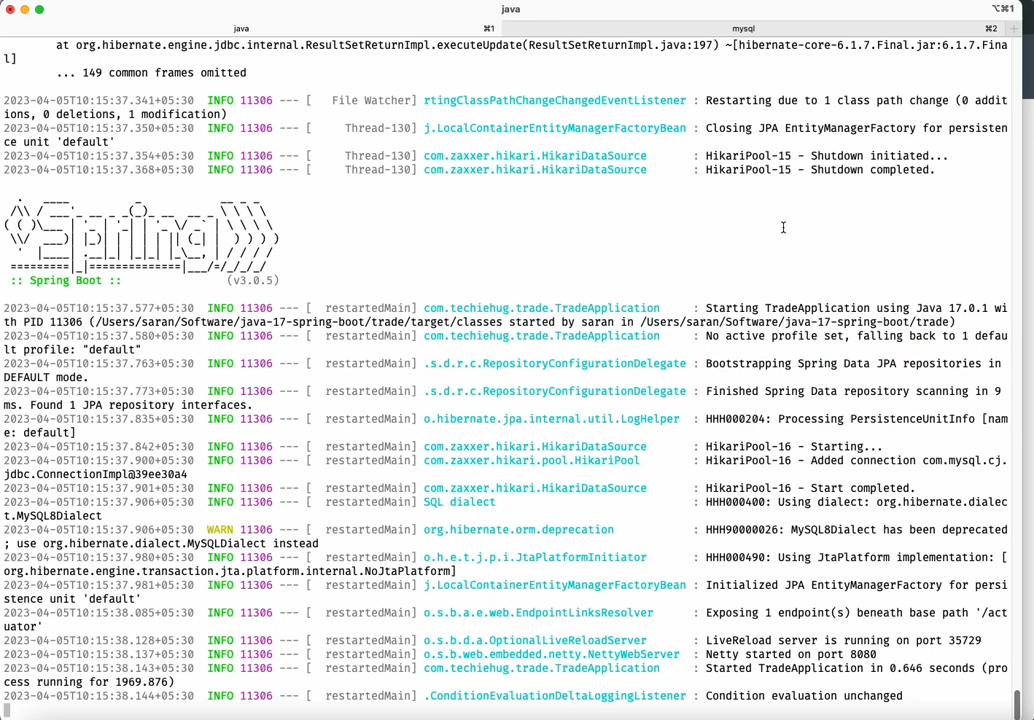 java
⌥⌘1
java
⌘1
mysql
⌘2
+
at org.hibernate.engine.jdbc.internal.ResultSetReturnImpl.executeUpdate(ResultSetReturnImpl.java:197) ~[hibernate-core-6.1.7.Final.jar:6.1.7.Fina
l]
... 149 common frames omitted
2023-04-05T10:15:37.341+05:30  INFO 11306 --- [   File Watcher] rtingClassPathChangeChangedEventListener : Restarting due to 1 class path change (0 addit
ions, 0 deletions, 1 modification)
2023-04-05T10:15:37.350+05:30  INFO 11306 --- [     Thread-130] j.LocalContainerEntityManagerFactoryBean : Closing JPA EntityManagerFactory for persisten
ce unit 'default'
2023-04-05T10:15:37.354+05:30  INFO 11306 --- [     Thread-130] com.zaxxer.hikari.HikariDataSource       : HikariPool-15 - Shutdown initiated...
2023-04-05T10:15:37.368+05:30  INFO 11306 --- [     Thread-130] com.zaxxer.hikari.HikariDataSource       : HikariPool-15 - Shutdown completed.
  .   ____          _            __ _ _
 /\\ / ___'_ __ _ _(_)_ __  __ _ \ \ \ \
( ( )\___ | '_ | '_| | '_ \/ _` | \ \ \ \
 \\/  ___)| |_)| | | | | || (_| |  ) ) ) )
  '  |____| .__|_| |_|_| |_\__, | / / / /
 =========|_|==============|___/=/_/_/_/
 :: Spring Boot ::                (v3.0.5)
2023-04-05T10:15:37.577+05:30  INFO 11306 --- [  restartedMain] com.techiehug.trade.TradeApplication     : Starting TradeApplication using Java 17.0.1 wi
th PID 11306 (/Users/saran/Software/java-17-spring-boot/trade/target/classes started by saran in /Users/saran/Software/java-17-spring-boot/trade)
2023-04-05T10:15:37.580+05:30  INFO 11306 --- [  restartedMain] com.techiehug.trade.TradeApplication     : No active profile set, falling back to 1 defau
lt profile: "default"
2023-04-05T10:15:37.763+05:30  INFO 11306 --- [  restartedMain] .s.d.r.c.RepositoryConfigurationDelegate : Bootstrapping Spring Data JPA repositories in
DEFAULT mode.
2023-04-05T10:15:37.773+05:30  INFO 11306 --- [  restartedMain] .s.d.r.c.RepositoryConfigurationDelegate : Finished Spring Data repository scanning in 9
ms. Found 1 JPA repository interfaces.
2023-04-05T10:15:37.835+05:30  INFO 11306 --- [  restartedMain] o.hibernate.jpa.internal.util.LogHelper  : HHH000204: Processing PersistenceUnitInfo [nam
e: default]
2023-04-05T10:15:37.842+05:30  INFO 11306 --- [  restartedMain] com.zaxxer.hikari.HikariDataSource       : HikariPool-16 - Starting...
2023-04-05T10:15:37.900+05:30  INFO 11306 --- [  restartedMain] com.zaxxer.hikari.pool.HikariPool        : HikariPool-16 - Added connection com.mysql.cj.
jdbc.ConnectionImpl@39ee30a4
2023-04-05T10:15:37.901+05:30  INFO 11306 --- [  restartedMain] com.zaxxer.hikari.HikariDataSource       : HikariPool-16 - Start completed.
2023-04-05T10:15:37.906+05:30  INFO 11306 --- [  restartedMain] SQL dialect                              : HHH000400: Using dialect: org.hibernate.dialec
t.MySQL8Dialect
2023-04-05T10:15:37.906+05:30  WARN 11306 --- [  restartedMain] org.hibernate.orm.deprecation            : HHH90000026: MySQL8Dialect has been deprecated
; use org.hibernate.dialect.MySQLDialect instead
2023-04-05T10:15:37.980+05:30  INFO 11306 --- [  restartedMain] o.h.e.t.j.p.i.JtaPlatformInitiator       : HHH000490: Using JtaPlatform implementation: [
org.hibernate.engine.transaction.jta.platform.internal.NoJtaPlatform]
2023-04-05T10:15:37.981+05:30  INFO 11306 --- [  restartedMain] j.LocalContainerEntityManagerFactoryBean : Initialized JPA EntityManagerFactory for persi
stence unit 'default'
2023-04-05T10:15:38.085+05:30  INFO 11306 --- [  restartedMain] o.s.b.a.e.web.EndpointLinksResolver      : Exposing 1 endpoint(s) beneath base path '/act
uator'
2023-04-05T10:15:38.128+05:30  INFO 11306 --- [  restartedMain] o.s.b.d.a.OptionalLiveReloadServer       : LiveReload server is running on port 35729
2023-04-05T10:15:38.137+05:30  INFO 11306 --- [  restartedMain] o.s.b.web.embedded.netty.NettyWebServer  : Netty started on port 8080
2023-04-05T10:15:38.143+05:30  INFO 11306 --- [  restartedMain] com.techiehug.trade.TradeApplication     : Started TradeApplication in 0.646 seconds (pro
cess running for 1969.876)
2023-04-05T10:15:38.144+05:30  INFO 11306 --- [  restartedMain] .ConditionEvaluationDeltaLoggingListener : Condition evaluation unchanged